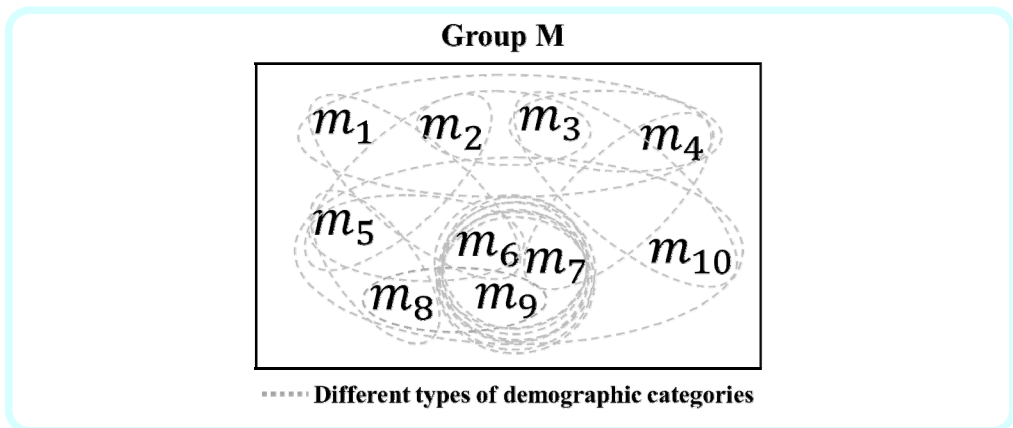 Group M
m₁ m₂ m₃ m₄
m₅ m₆ m₇ m₁₀
m₈ m₉
Different types of demographic categories